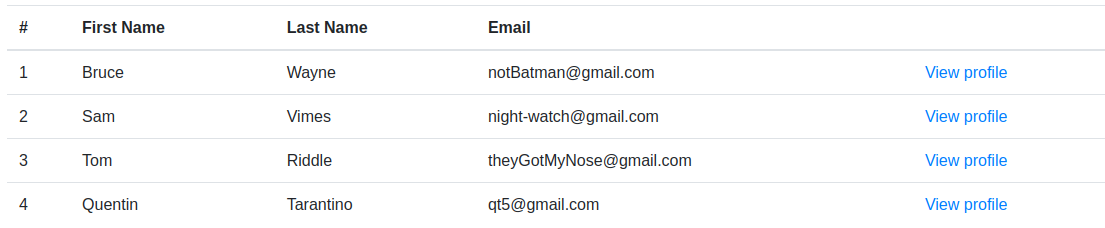 # First Name Last Name Email
1 Bruce Wayne notBatman@gmail.com View profile
2 Sam Vimes night-watch@gmail.com View profile
3 Tom Riddle theyGotMyNose@gmail.com View profile
4 Quentin Tarantino qt5@gmail.com View profile